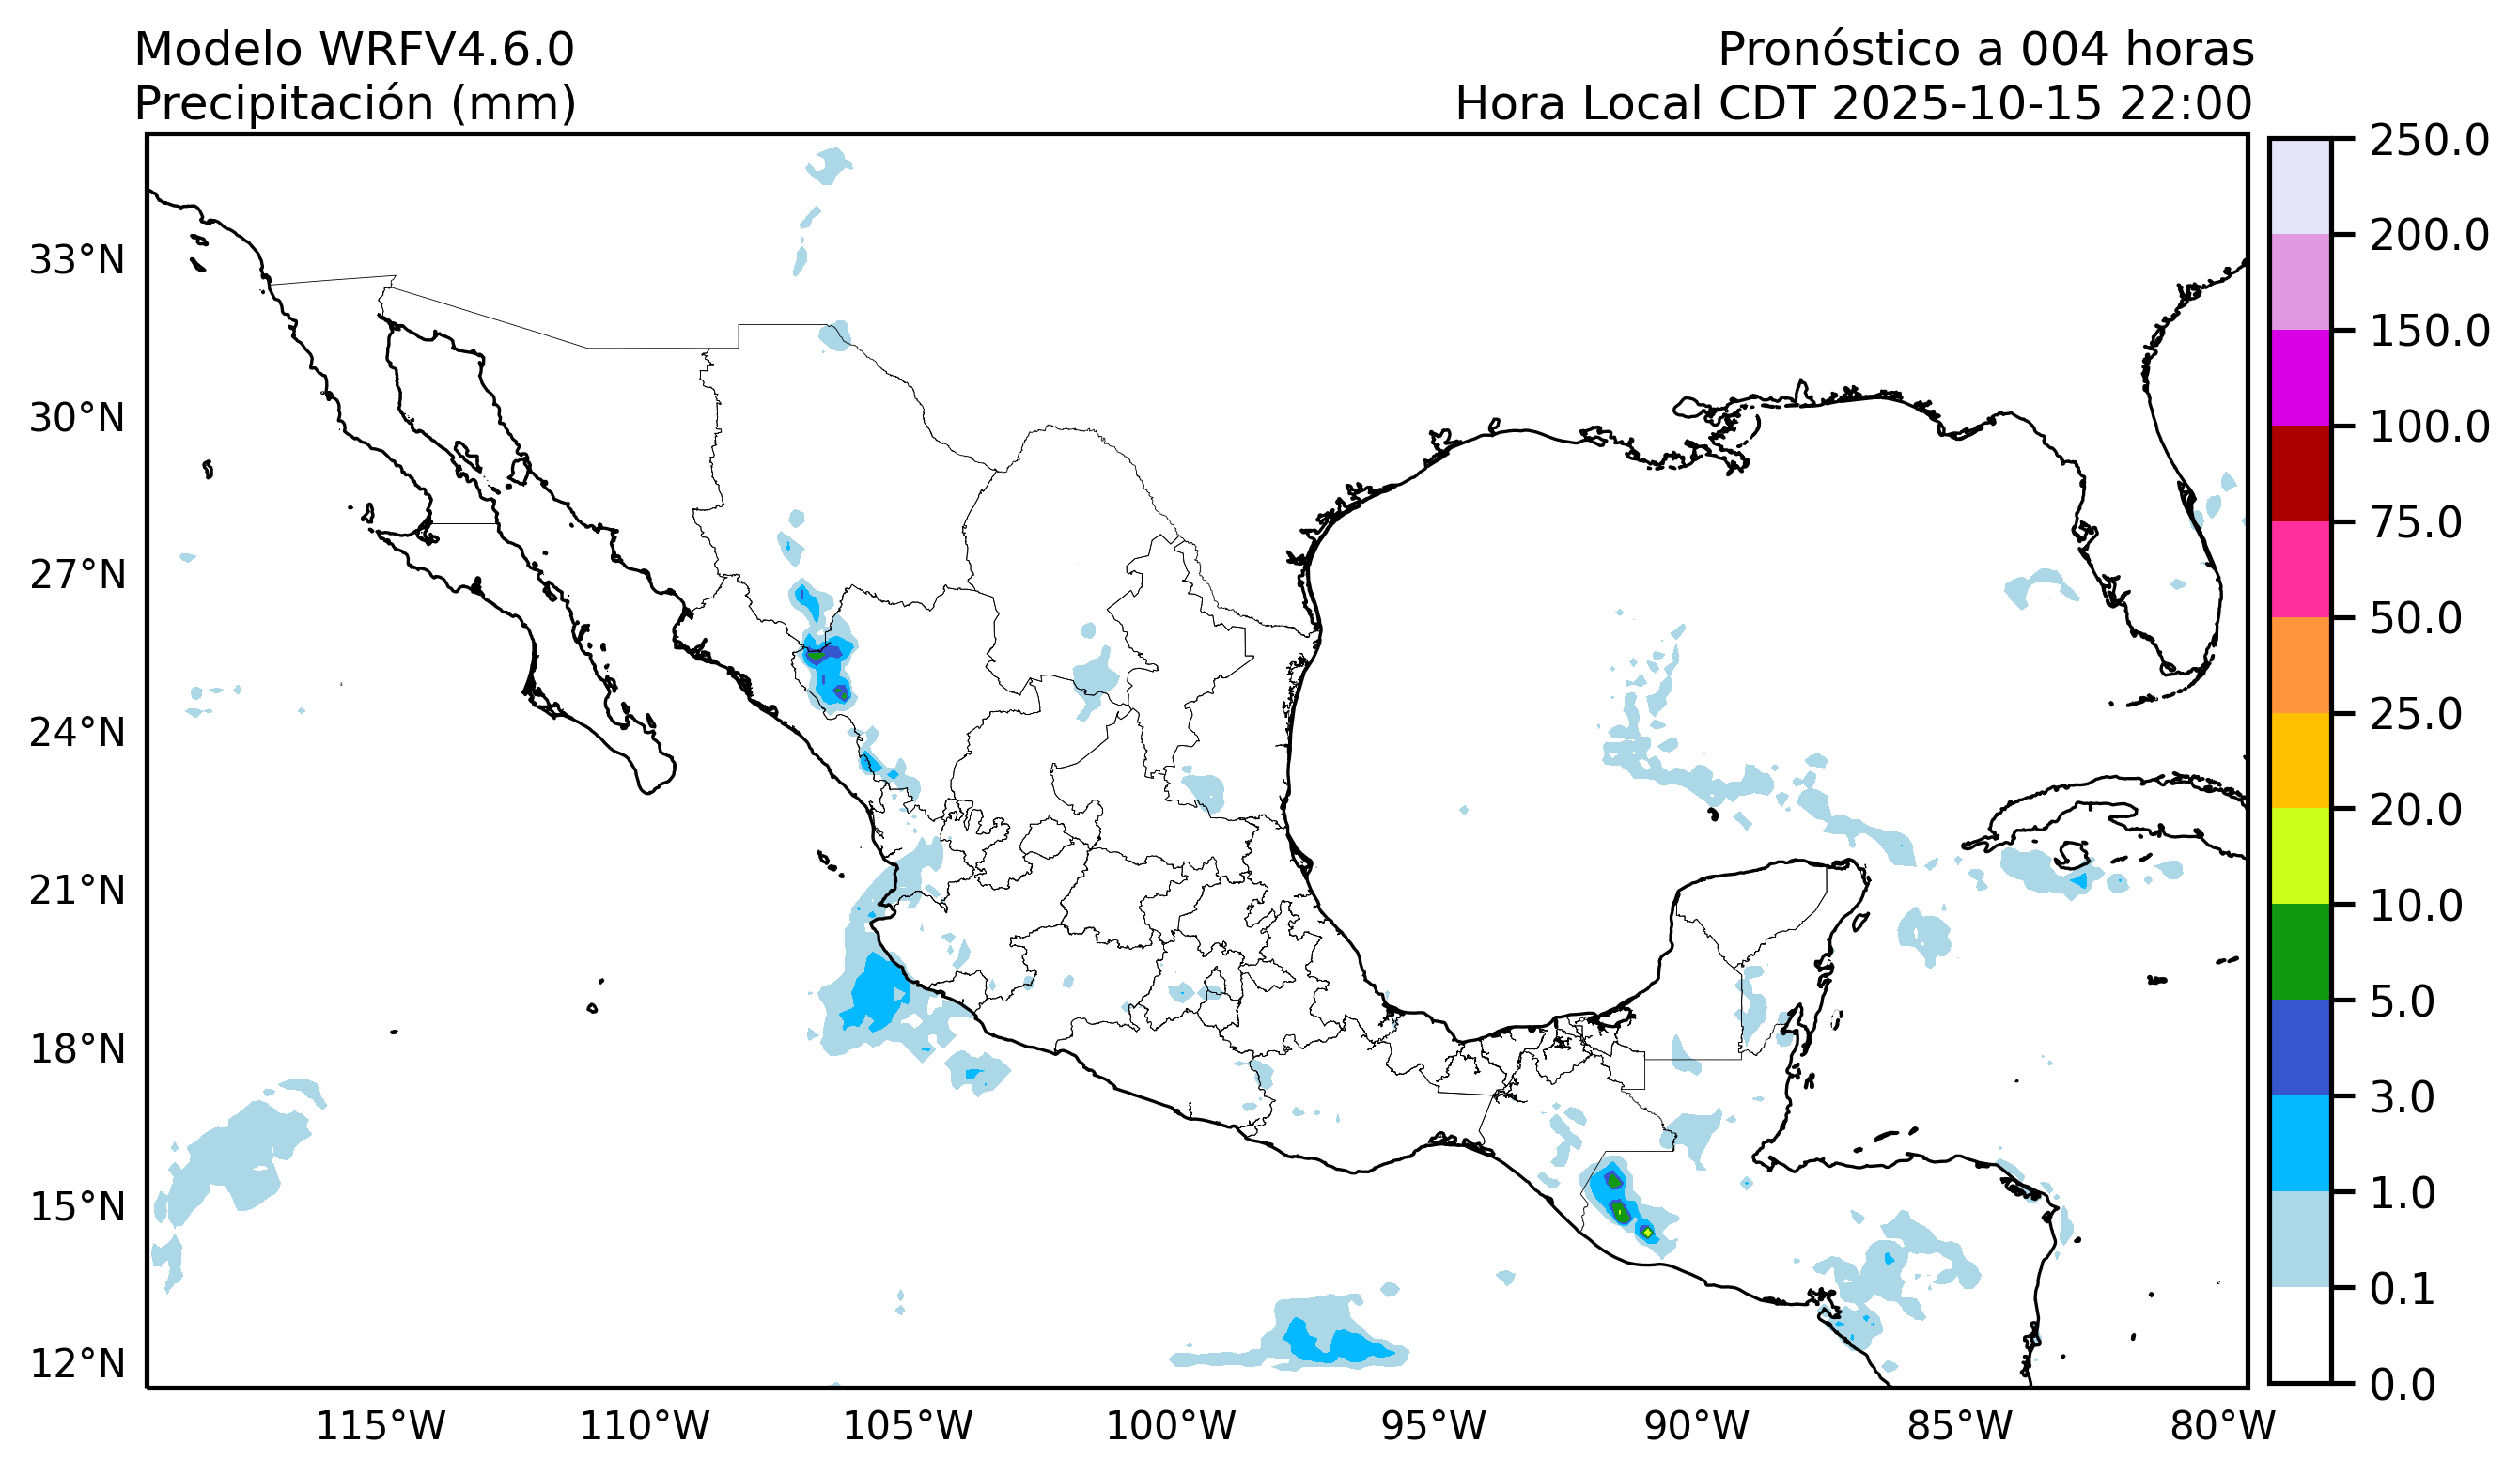 Modelo WRFV4.6.0
Precipitación (mm)
Pronóstico a 004 horas
Hora Local CDT 2025-10-15 22:00
33°N
30°N
27°N
24°N
21°N
18°N
15°N
12°N
115°W
110°W
105°W
100°W
95°W
90°W
85°W
80°W
250.0
200.0
150.0
100.0
75.0
50.0
25.0
20.0
10.0
5.0
3.0
1.0
0.1
0.0